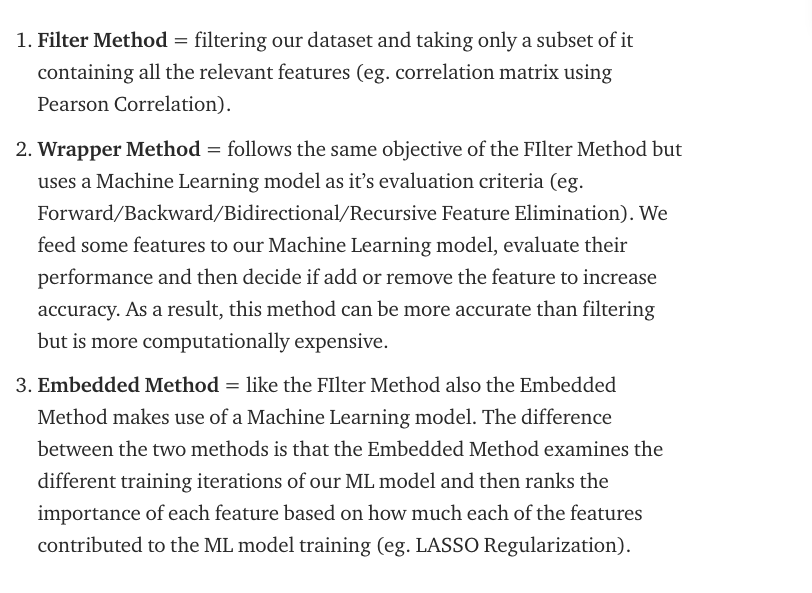 1. Filter Method = filtering our dataset and taking only a subset of it
containing all the relevant features (eg. correlation matrix using
Pearson Correlation).
2. Wrapper Method = follows the same objective of the FIlter Method but
uses a Machine Learning model as it’s evaluation criteria (eg.
Forward/Backward/Bidirectional/Recursive Feature Elimination). We
feed some features to our Machine Learning model, evaluate their
performance and then decide if add or remove the feature to increase
accuracy. As a result, this method can be more accurate than filtering
but is more computationally expensive.
3. Embedded Method = like the FIlter Method also the Embedded
Method makes use of a Machine Learning model. The difference
between the two methods is that the Embedded Method examines the
different training iterations of our ML model and then ranks the
importance of each feature based on how much each of the features
contributed to the ML model training (eg. LASSO Regularization).